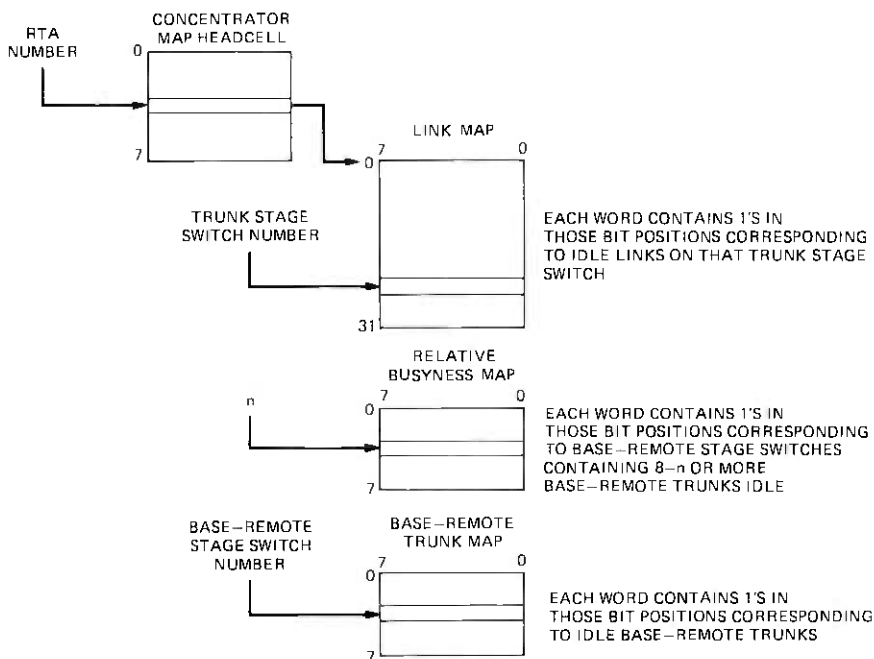 RTA
NUMBER
CONCENTRATOR
MAP HEADCELL
0
7
LINK MAP
7 0
0
31
TRUNK STAGE
SWITCH NUMBER
EACH WORD CONTAINS 1'S IN
THOSE BIT POSITIONS CORRESPONDING
TO IDLE LINKS ON THAT TRUNK STAGE
SWITCH
RELATIVE
BUSYNESS MAP
7 0
0
7
n
EACH WORD CONTAINS 1'S IN
THOSE BIT POSITIONS CORRESPONDING
TO BASE-REMOTE STAGE SWITCHES
CONTAINING 8-n OR MORE
BASE-REMOTE TRUNKS IDLE
BASE-REMOTE
STAGE SWITCH
NUMBER
BASE-REMOTE
TRUNK MAP
7 0
0
7
EACH WORD CONTAINS 1'S IN
THOSE BIT POSITIONS CORRESPONDING
TO IDLE BASE-REMOTE TRUNKS